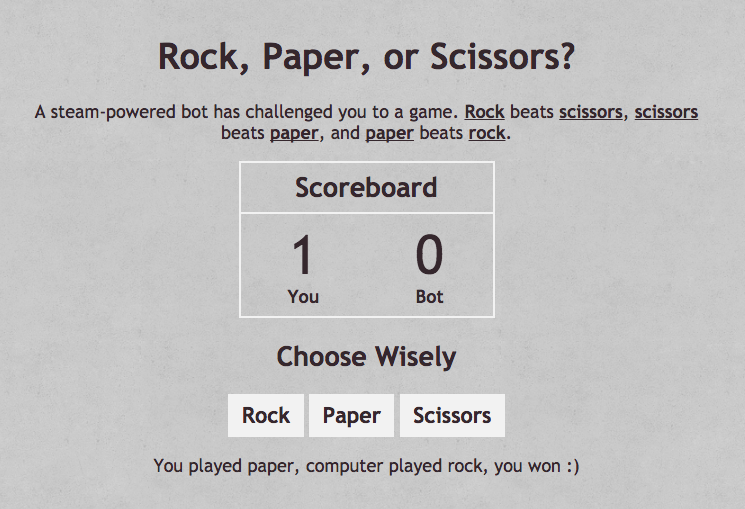 Rock, Paper, or Scissors?
A steam-powered bot has challenged you to a game. Rock beats scissors, scissors
beats paper, and paper beats rock.
Scoreboard
1 0
You Bot
Choose Wisely
Rock Paper Scissors
You played paper, computer played rock, you won :)